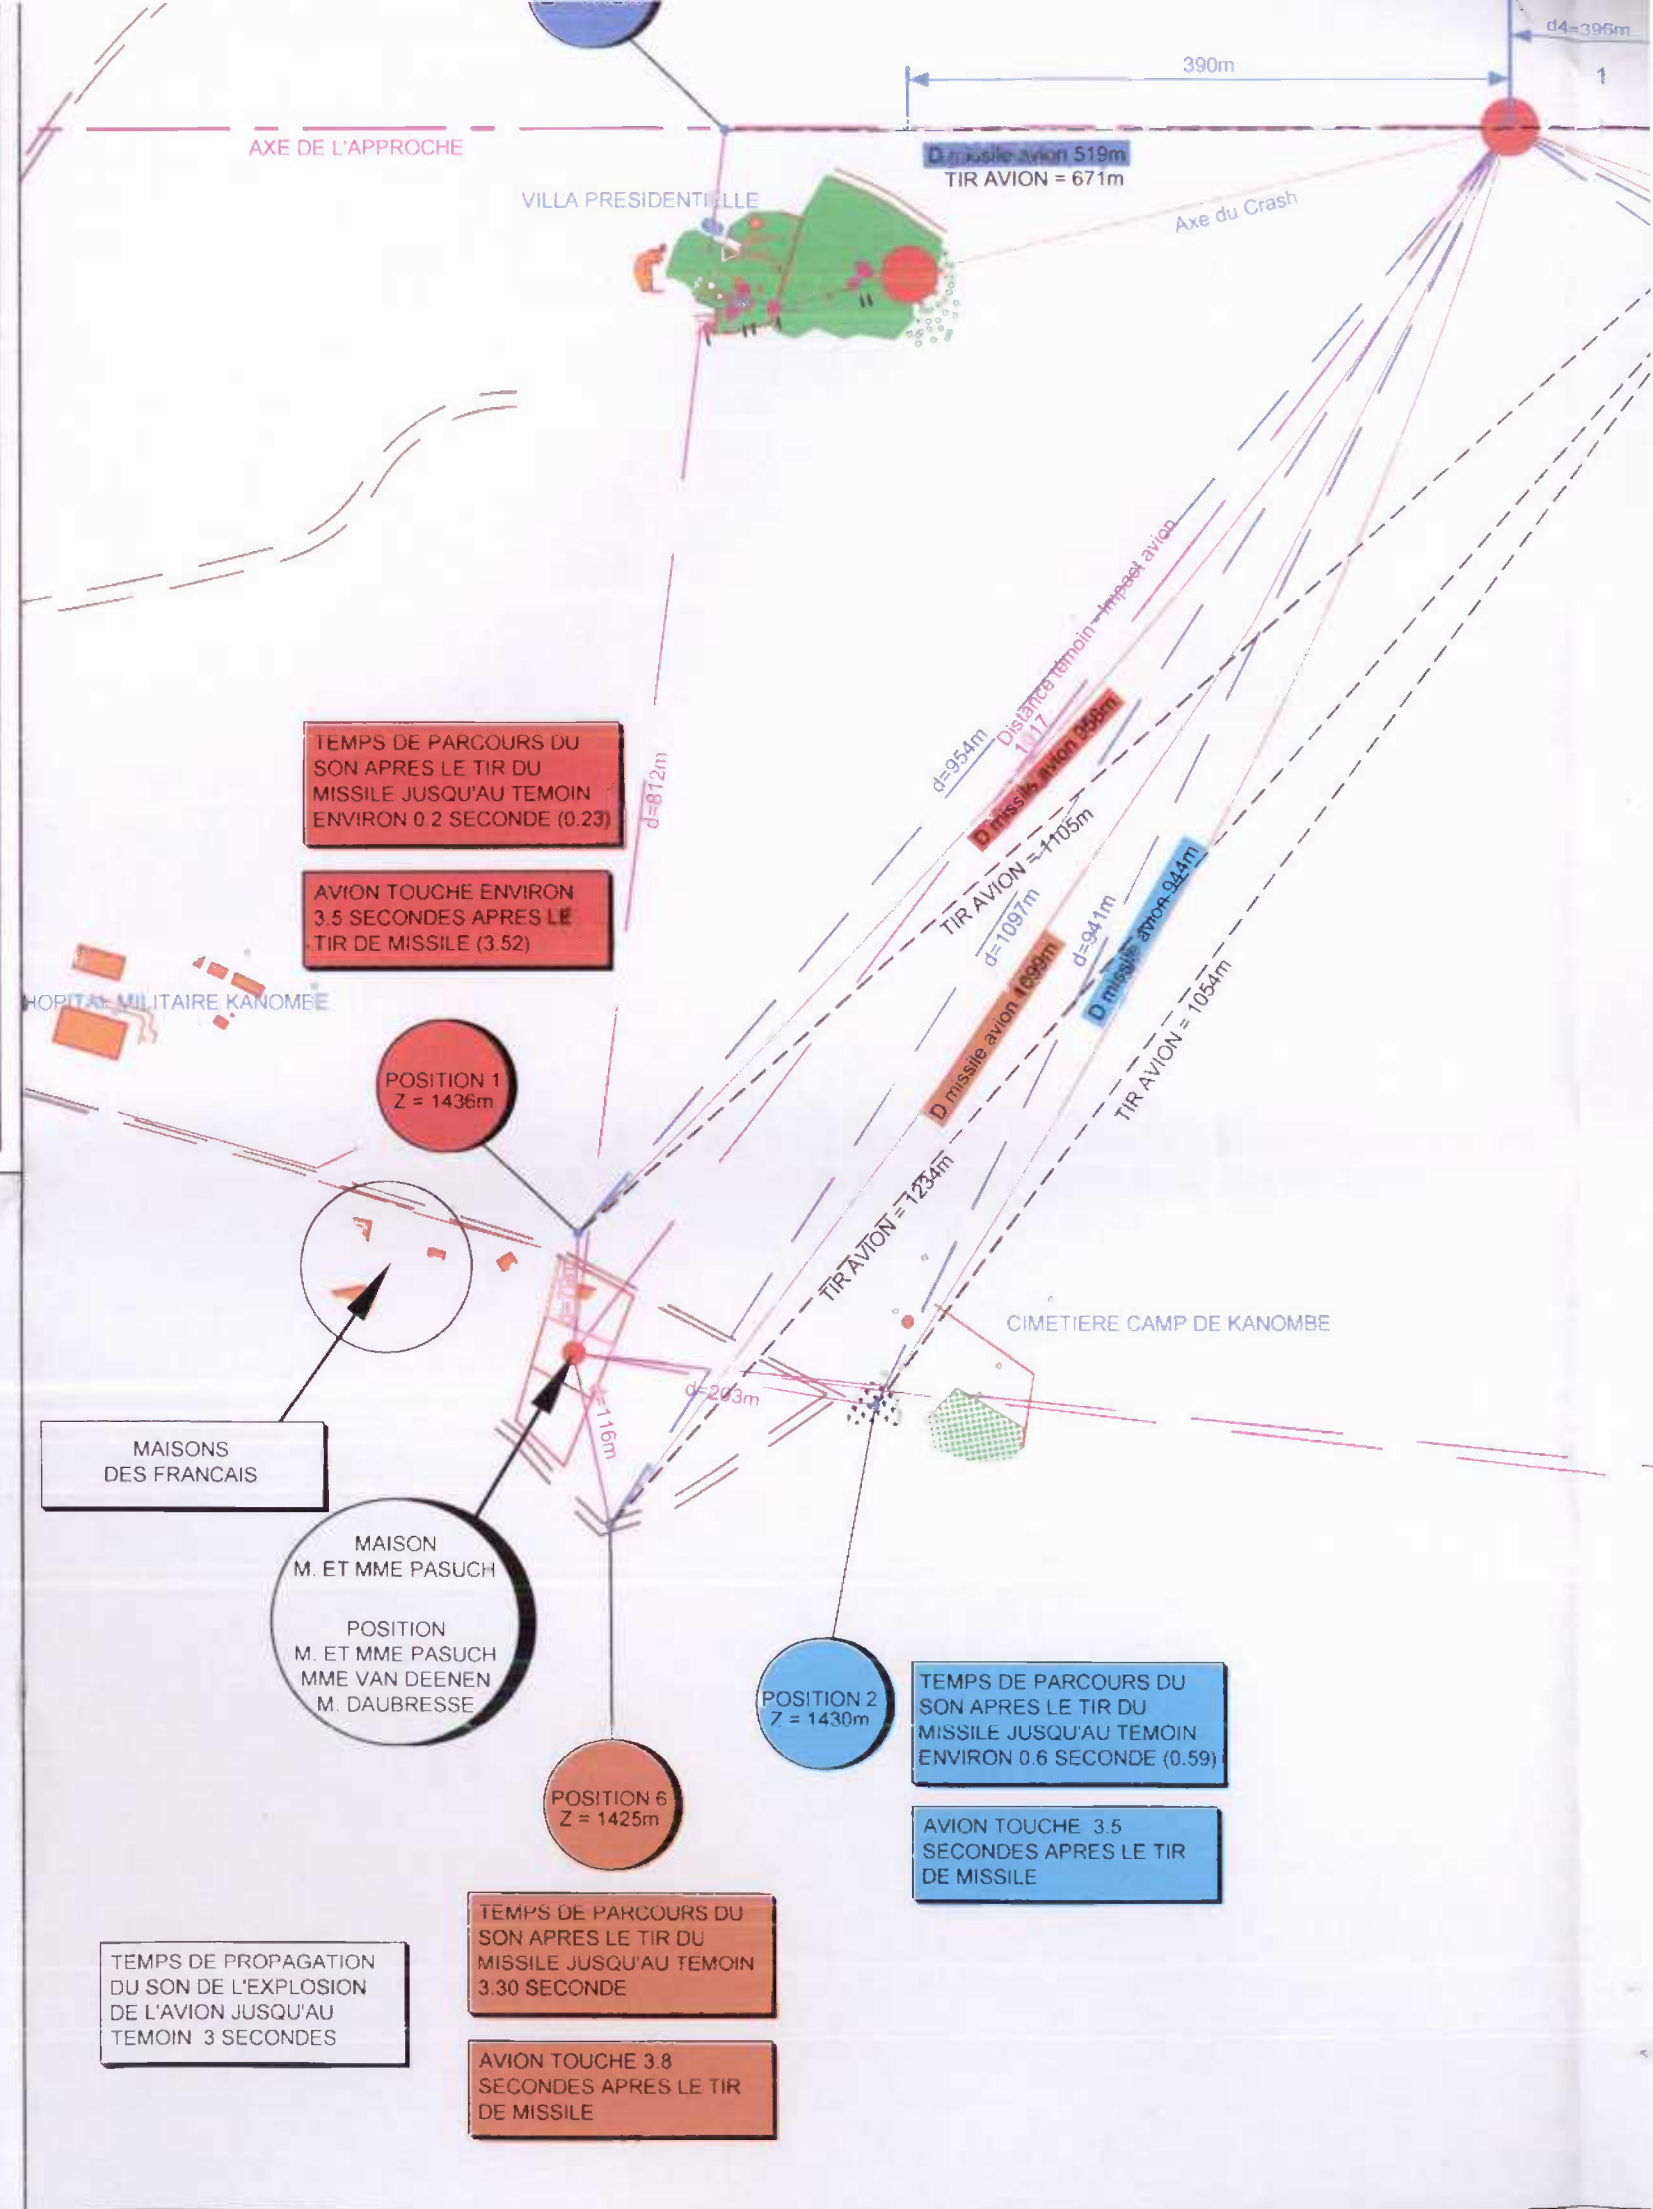 d4=396m
390m
1
AXE DE L'APPROCHE
D missile avion 519m
TIR AVION = 671m
VILLA PRESIDENTIELLE
Axe du Crash
Distance témoin - Impact avion
d=954m
D missile avion 958m
TEMPS DE PARCOURS DU
SON APRES LE TIR DU
MISSILE JUSQU'AU TEMOIN
ENVIRON 0.2 SECONDE (0.23)
d=812m
TIR AVION = 1105m
AVION TOUCHE ENVIRON
3.5 SECONDES APRES LE
TIR DE MISSILE (3.52)
d=1097m
d=941m
D missile avion 944m
D missile avion 1099m
HOPITAL MILITAIRE KANOMBE
TIR AVION = 1054m
POSITION 1
Z = 1436m
TIR AVION = 1234m
CIMETIERE CAMP DE KANOMBE
d=203m
d=116m
MAISONS
DES FRANCAIS
MAISON
M. ET MME PASUCH
POSITION
M. ET MME PASUCH
MME VAN DEENEN
M. DAUBRESSE
POSITION 2
Z = 1430m
TEMPS DE PARCOURS DU
SON APRES LE TIR DU
MISSILE JUSQU'AU TEMOIN
ENVIRON 0.6 SECONDE (0.59)
POSITION 6
Z = 1425m
AVION TOUCHE 3.5
SECONDES APRES LE TIR
DE MISSILE
TEMPS DE PARCOURS DU
SON APRES LE TIR DU
MISSILE JUSQU'AU TEMOIN
3.30 SECONDE
TEMPS DE PROPAGATION
DU SON DE L'EXPLOSION
DE L'AVION JUSQU'AU
TEMOIN 3 SECONDES
AVION TOUCHE 3.8
SECONDES APRES LE TIR
DE MISSILE